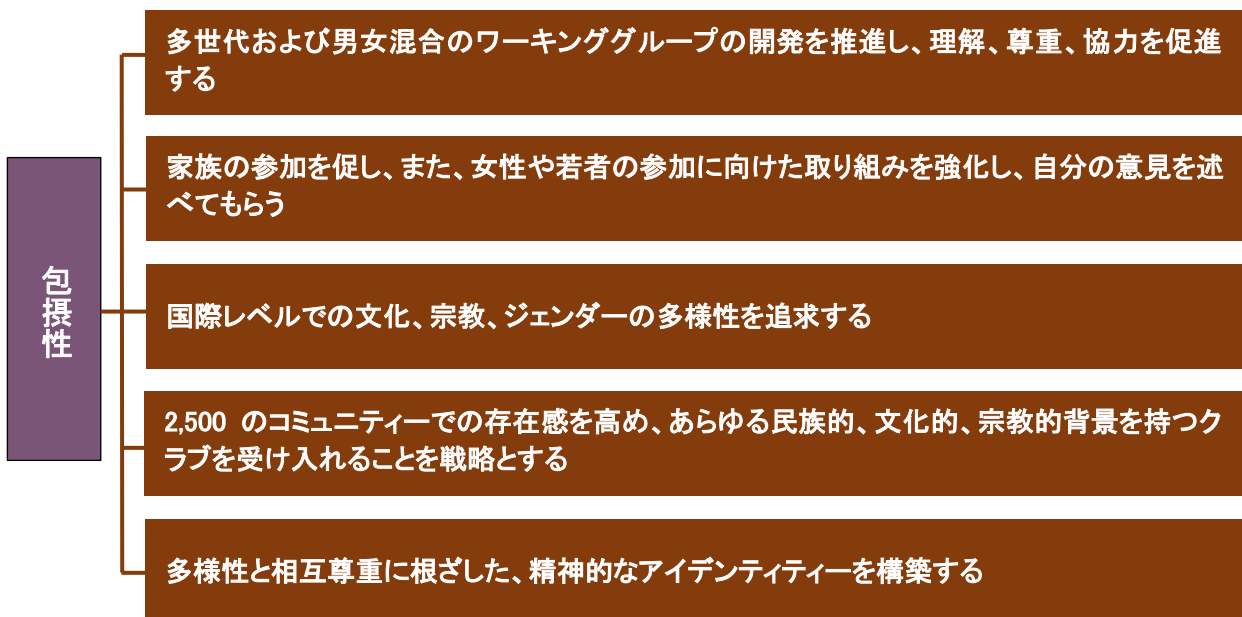 包摂性
多世代および男女混合のワーキンググループの開発を推進し、理解、尊重、協力を促進
する
家族の参加を促し、また、女性や若者の参加に向けた取り組みを強化し、自分の意見を述
べてもらう
国際レベルでの文化、宗教、ジェンダーの多様性を追求する
2,500 のコミュニティーでの存在感を高め、あらゆる民族的、文化的、宗教的背景を持つク
ラブを受け入れることを戦略とする
多様性と相互尊重に根ざした、精神的なアイデンティティーを構築する